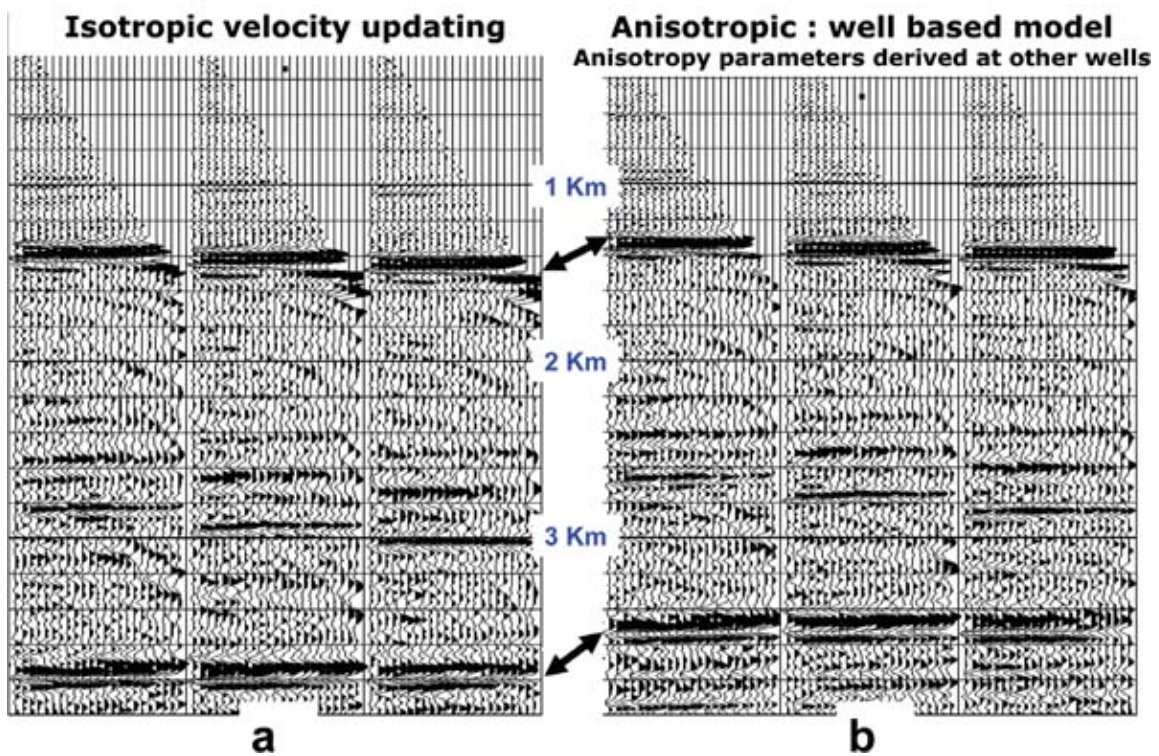 Isotropic velocity updating
Anisotropic : well based model
Anisotropy parameters derived at other wells
1 Km
2 Km
3 Km
a
b